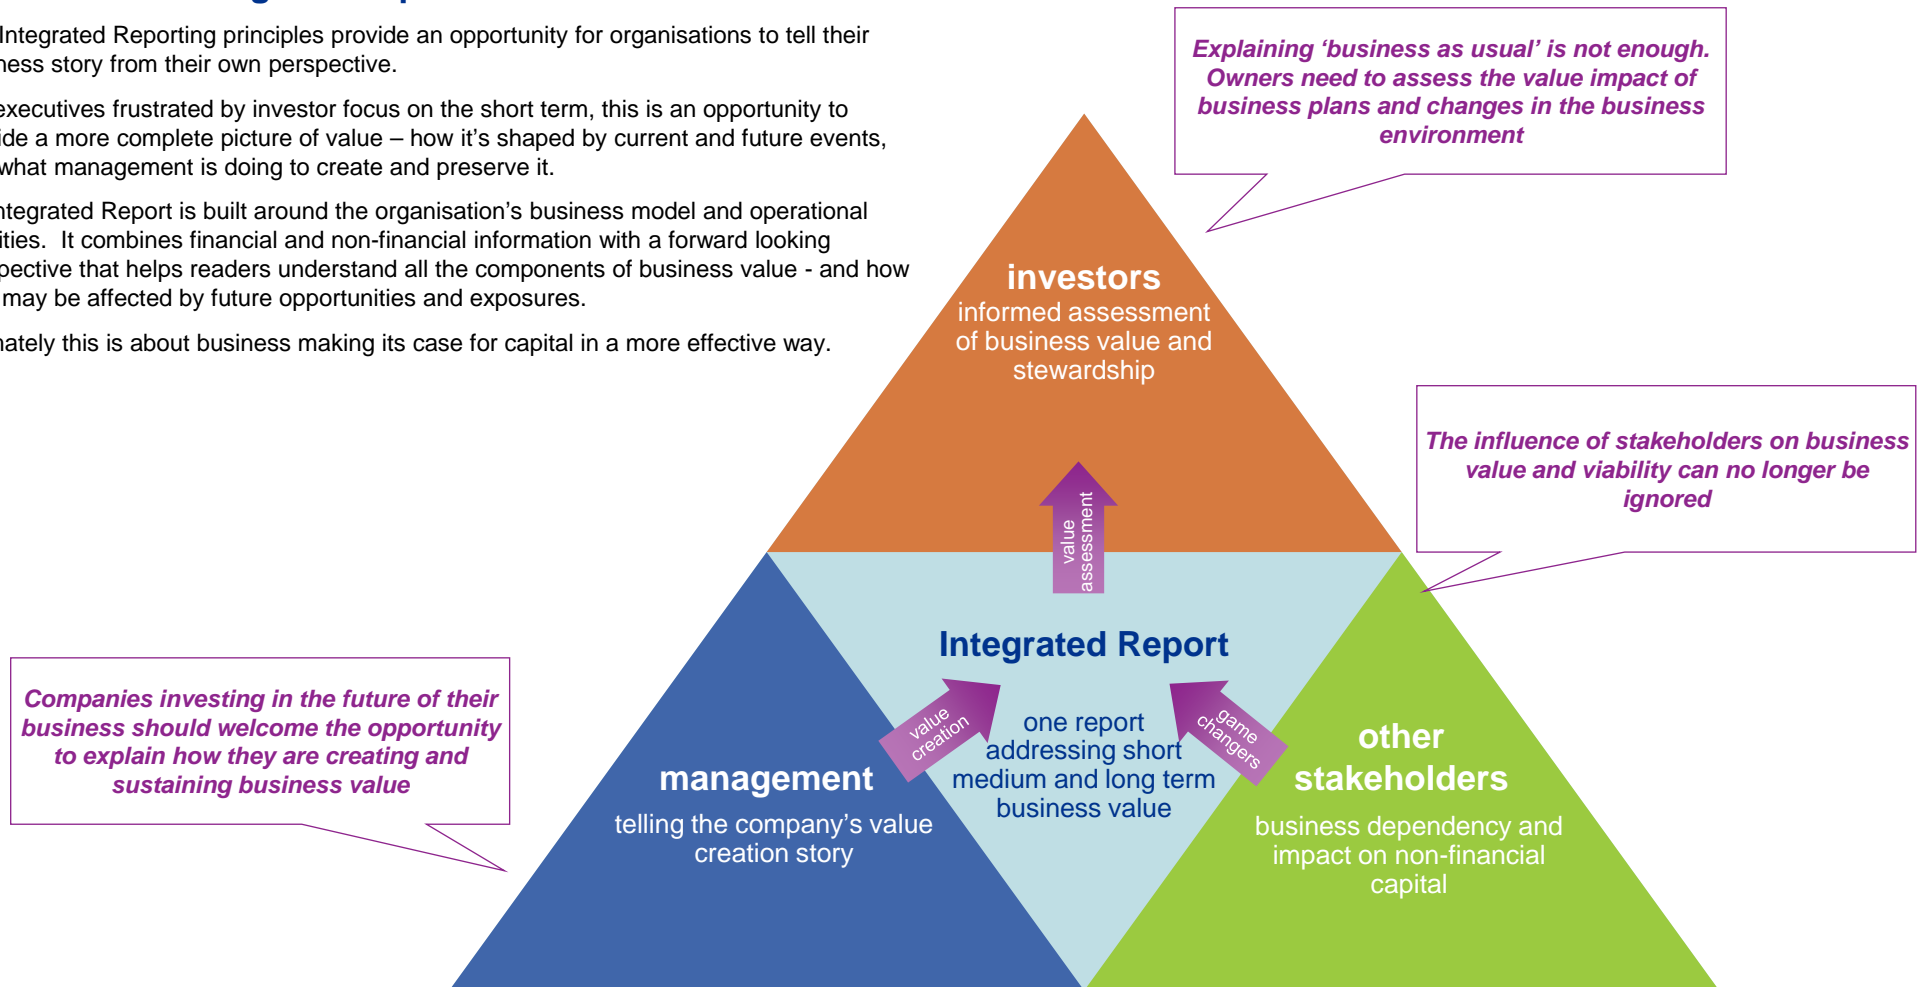 Integrated Reporting principles provide an opportunity for organisations to tell their
story from their own perspective.
executives frustrated by investor focus on the short term, this is an opportunity to
a more complete picture of value – how it's shaped by current and future events,
what management is doing to create and preserve it.
Integrated Report is built around the organisation's business model and operational
It combines financial and non-financial information with a forward looking
that helps readers understand all the components of business value - and how
may be affected by future opportunities and exposures.
this is about business making its case for capital in a more effective way.
Explaining 'business as usual' is not enough.
Owners need to assess the value impact of
business plans and changes in the business
environment
investors
informed assessment
of business value and
stewardship
The influence of stakeholders on business
value and viability can no longer be
ignored
value
assessment
Integrated Report
one report
addressing short
medium and long term
business value
Companies investing in the future of their
business should welcome the opportunity
to explain how they are creating and
sustaining business value
value
creation
management
telling the company's value
creation story
game
changers
other
stakeholders
business dependency and
impact on non-financial
capital